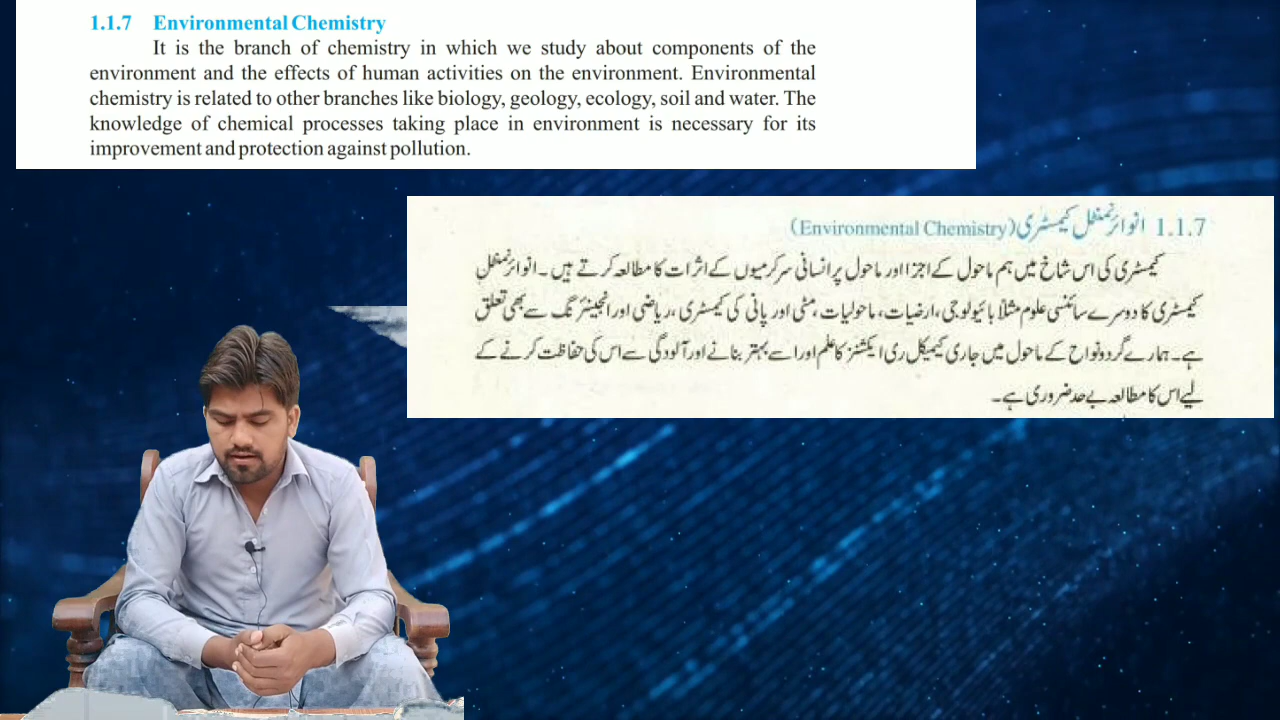 1.1.7 Environmental Chemistry
It is the branch of chemistry in which we study about components of the
environment and the effects of human activities on the environment. Environmental
chemistry is related to other branches like biology, geology, ecology, soil and water. The
knowledge of chemical processes taking place in environment is necessary for its
improvement and protection against pollution.
1.1.7 انوائرنمنٹل کیمسٹری (Environmental Chemistry)
کیمسٹری کی اس شاخ میں ہم ماحول کے اجزا اور ماحول پر انسانی سرگرمیوں کے اثرات کا مطالعہ کرتے ہیں۔ انوائرنمنٹل
کیمسٹری کا دوسرے سائنسی علوم مثلاً بائیولوجی، ارضیات، ماحولیات، مٹی اور پانی کی کیمسٹری، ریاضی اور انجینئرنگ سے بھی تعلق
ہے۔ ہمارے گردونواح کے ماحول میں جاری کیمیکل ری ایکشنز کا علم اور اسے بہتر بنانے اور آلودگی سے اس کی حفاظت کرنے کے
لیے اس کا مطالعہ بے حد ضروری ہے۔